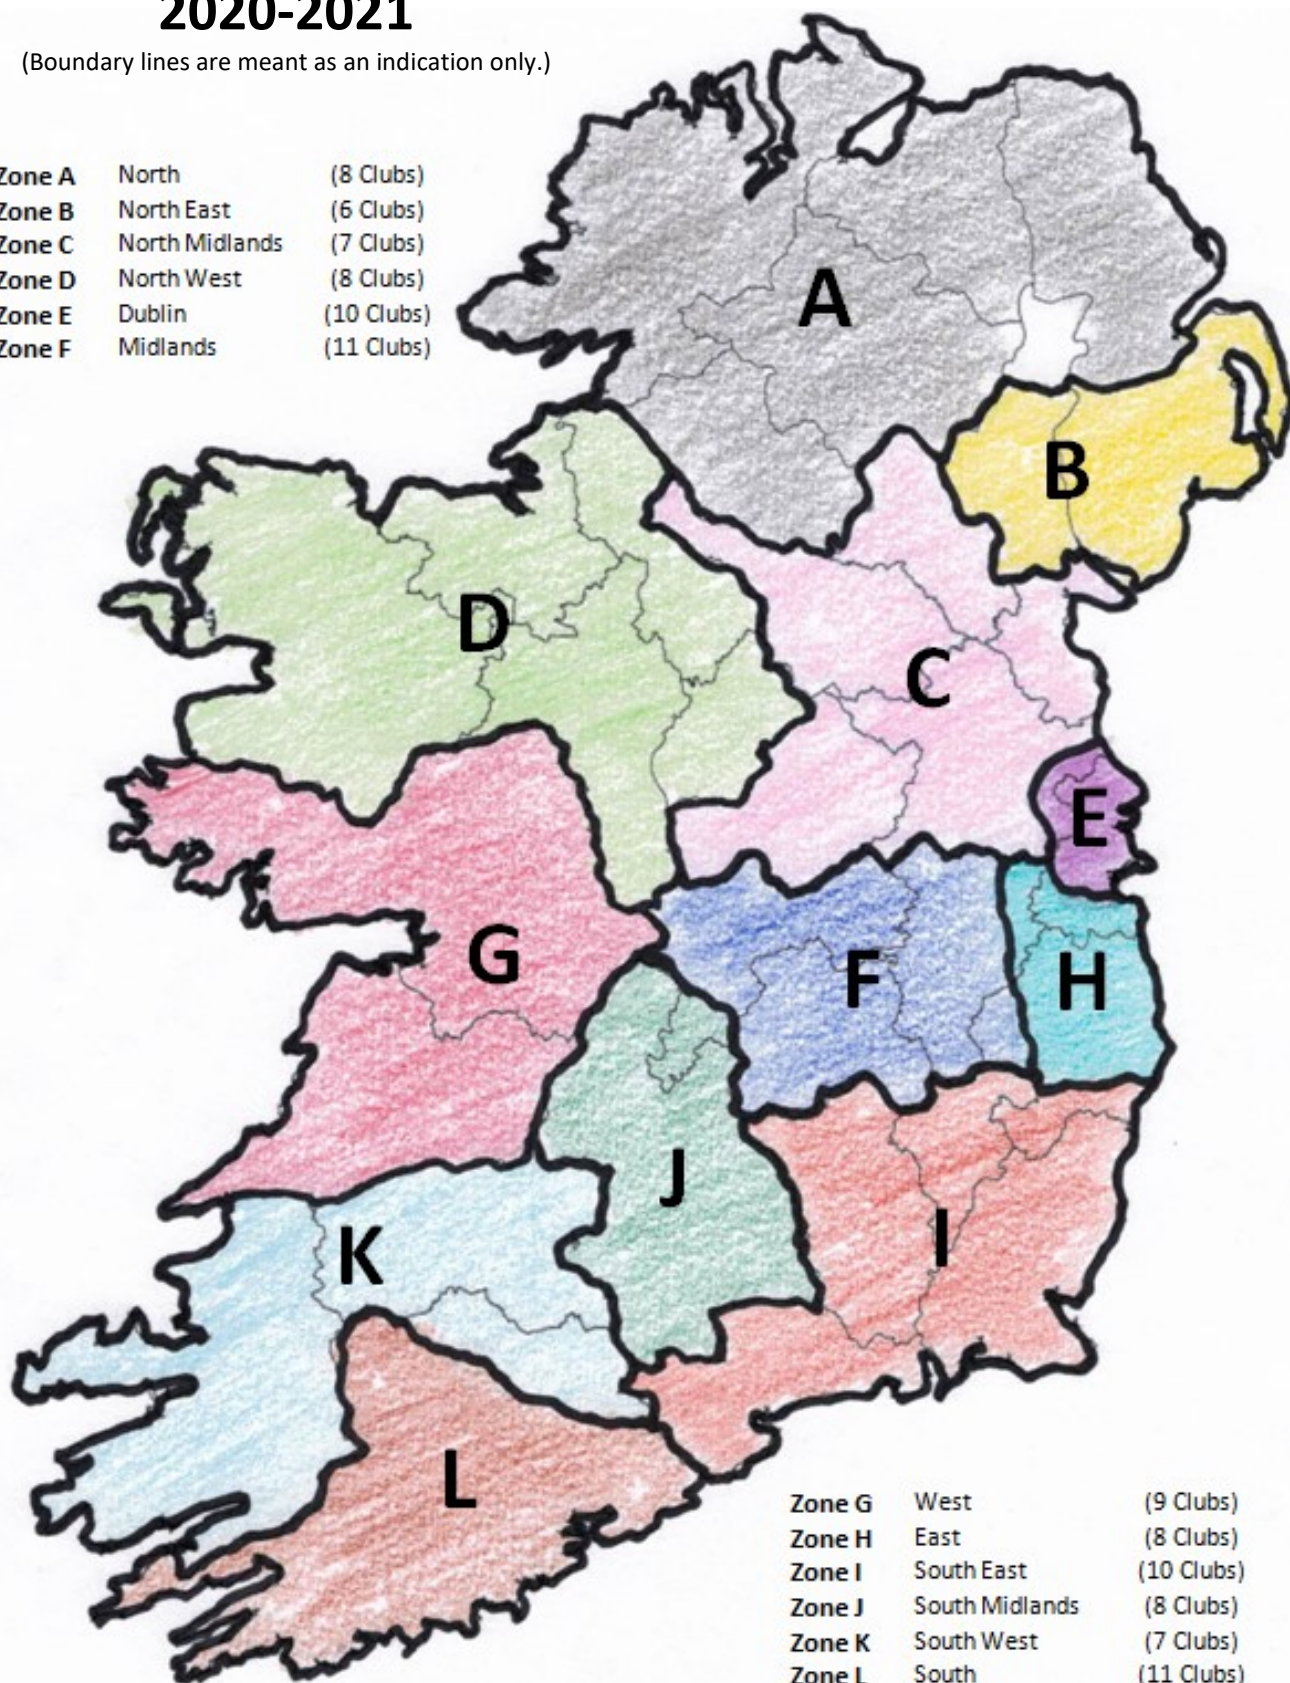 2020-2021
(Boundary lines are meant as an indication only.)
Zone A North (8 Clubs)
Zone B North East (6 Clubs)
Zone C North Midlands (7 Clubs)
Zone D North West (8 Clubs)
Zone E Dublin (10 Clubs)
Zone F Midlands (11 Clubs)
A
B
D
C
E
G
F
H
J
I
K
L
Zone G West (9 Clubs)
Zone H East (8 Clubs)
Zone I South East (10 Clubs)
Zone J South Midlands (8 Clubs)
Zone K South West (7 Clubs)
Zone L South (11 Clubs)